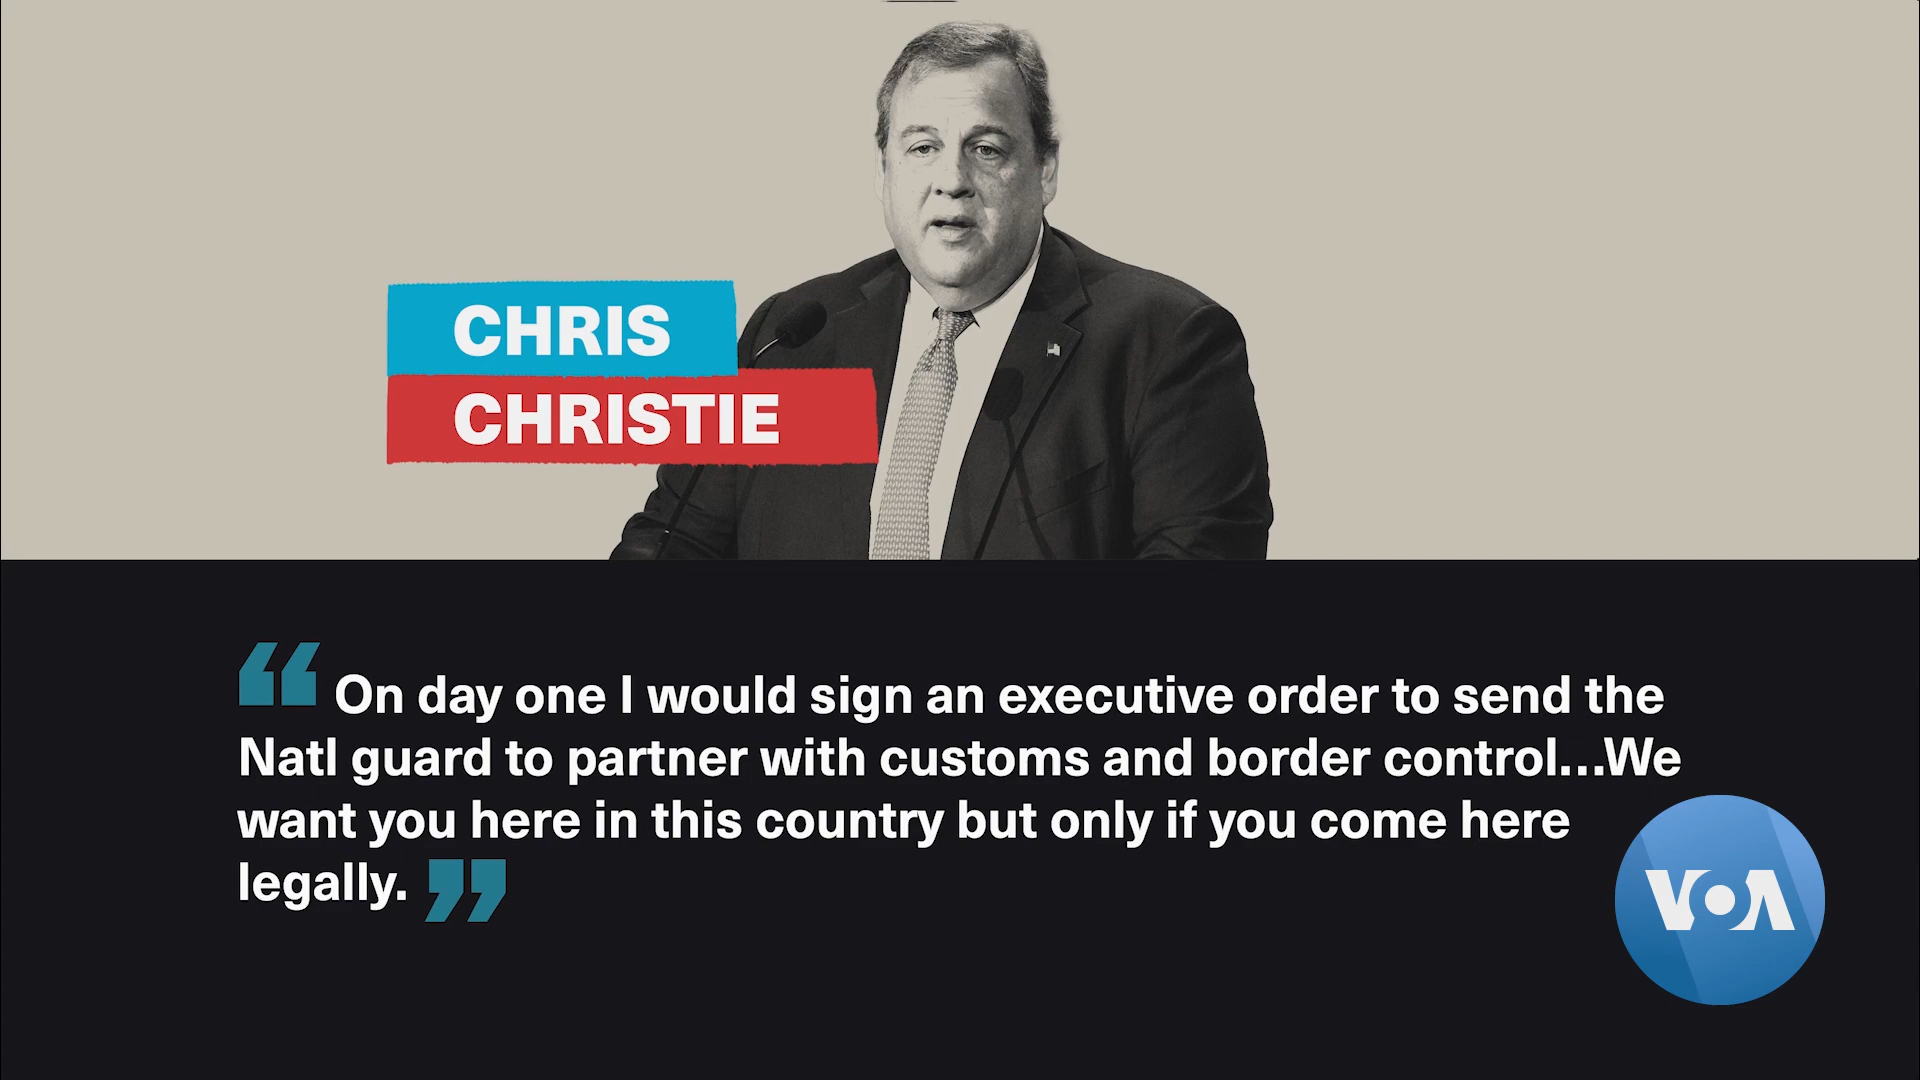 CHRIS
CHRISTIE
“ On day one I would sign an executive order to send the
Natl guard to partner with customs and border control...We
want you here in this country but only if you come here
legally. ”
VOA